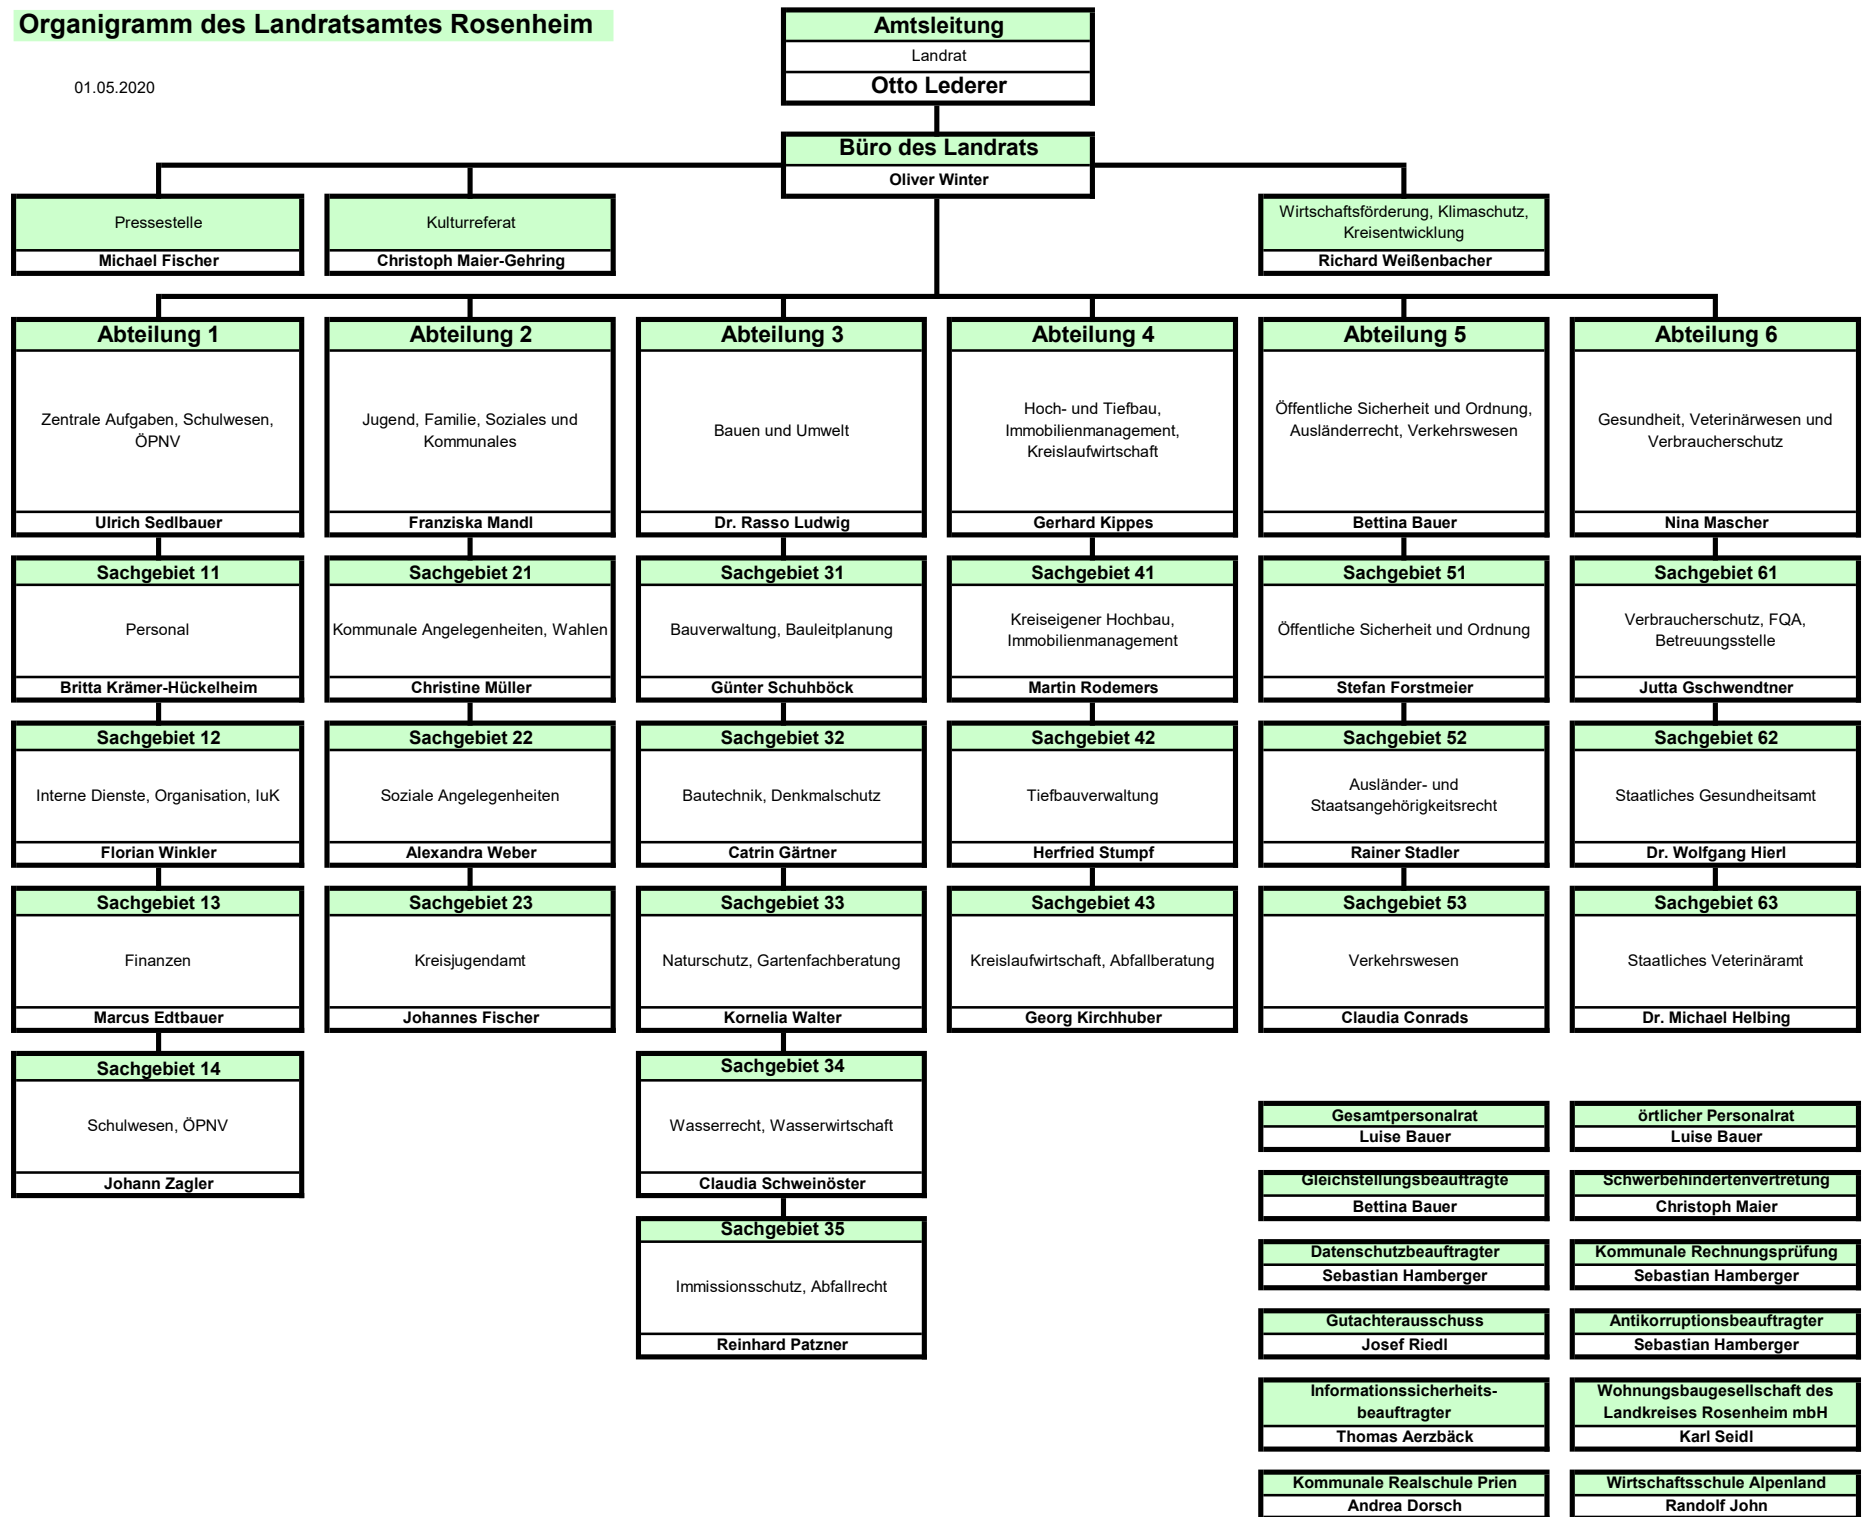 Organigramm des Landratsamtes Rosenheim
01.05.2020
Amtsleitung
Landrat
Otto Lederer
Büro des Landrats
Oliver Winter
Pressestelle
Michael Fischer
Kulturreferat
Christoph Maier-Gehring
Wirtschaftsförderung, Klimaschutz,
Kreisentwicklung
Richard Weißenbacher
Abteilung 1
Zentrale Aufgaben, Schulwesen,
ÖPNV
Ulrich Sedlbauer
Sachgebiet 11
Personal
Britta Krämer-Hückelheim
Sachgebiet 12
Interne Dienste, Organisation, IuK
Florian Winkler
Sachgebiet 13
Finanzen
Marcus Edtbauer
Sachgebiet 14
Schulwesen, ÖPNV
Johann Zagler
Abteilung 2
Jugend, Familie, Soziales und
Kommunales
Franziska Mandl
Sachgebiet 21
Kommunale Angelegenheiten, Wahlen
Christine Müller
Sachgebiet 22
Soziale Angelegenheiten
Alexandra Weber
Sachgebiet 23
Kreisjugendamt
Johannes Fischer
Abteilung 3
Bauen und Umwelt
Dr. Rasso Ludwig
Sachgebiet 31
Bauverwaltung, Bauleitplanung
Günter Schuhböck
Sachgebiet 32
Bautechnik, Denkmalschutz
Catrin Gärtner
Sachgebiet 33
Naturschutz, Gartenfachberatung
Kornelia Walter
Sachgebiet 34
Wasserrecht, Wasserwirtschaft
Claudia Schweinöster
Sachgebiet 35
Immissionsschutz, Abfallrecht
Reinhard Patzner
Abteilung 4
Hoch- und Tiefbau,
Immobilienmanagement,
Kreislaufwirtschaft
Gerhard Kippes
Sachgebiet 41
Kreiseigener Hochbau,
Immobilienmanagement
Martin Rodemers
Sachgebiet 42
Tiefbauverwaltung
Herfried Stumpf
Sachgebiet 43
Kreislaufwirtschaft, Abfallberatung
Georg Kirchhuber
Abteilung 5
Öffentliche Sicherheit und Ordnung,
Ausländerrecht, Verkehrswesen
Bettina Bauer
Sachgebiet 51
Öffentliche Sicherheit und Ordnung
Stefan Forstmeier
Sachgebiet 52
Ausländer- und
Staatsangehörigkeitsrecht
Rainer Stadler
Sachgebiet 53
Verkehrswesen
Claudia Conrads
Abteilung 6
Gesundheit, Veterinärwesen und
Verbraucherschutz
Nina Mascher
Sachgebiet 61
Verbraucherschutz, FQA,
Betreuungsstelle
Jutta Gschwendtner
Sachgebiet 62
Staatliches Gesundheitsamt
Dr. Wolfgang Hierl
Sachgebiet 63
Staatliches Veterinäramt
Dr. Michael Helbing
Gesamtpersonalrat
Luise Bauer
örtlicher Personalrat
Luise Bauer
Gleichstellungsbeauftragte
Bettina Bauer
Schwerbehindertenvertretung
Christoph Maier
Datenschutzbeauftragter
Sebastian Hamberger
Kommunale Rechnungsprüfung
Sebastian Hamberger
Gutachterausschuss
Josef Riedl
Antikorruptionsbeauftragter
Sebastian Hamberger
Informationssicherheits-
beauftragter
Thomas Aerzbäck
Wohnungsbaugesellschaft des
Landkreises Rosenheim mbH
Karl Seidl
Kommunale Realschule Prien
Andrea Dorsch
Wirtschaftsschule Alpenland
Randolf John